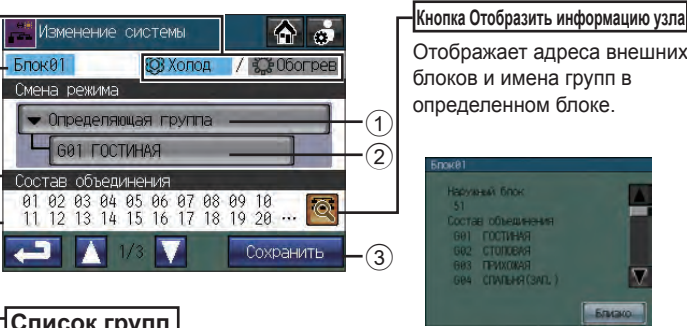 Изменение системы
Блок01
Холод / Обогрев
Смена режима
Определяющая группа
1
G01 ГОСТИНАЯ
2
Состав объединения
01 02 03 04 05 06 07 08 09 10
11 12 13 14 15 16 17 18 19 20 ...
1/3
Сохранить
3
Список групп
Кнопка Отобразить информацию узла
Отображает адреса внешних
блоков и имена групп в
определенном блоке.
Блок01
Наружный блок
51
Состав объединения
G01 ГОСТИНАЯ
G02 СТОЛОВАЯ
G03 ПРИХОЖАЯ
G04 СПАЛЬНЯ(ЗАП.)
Близко